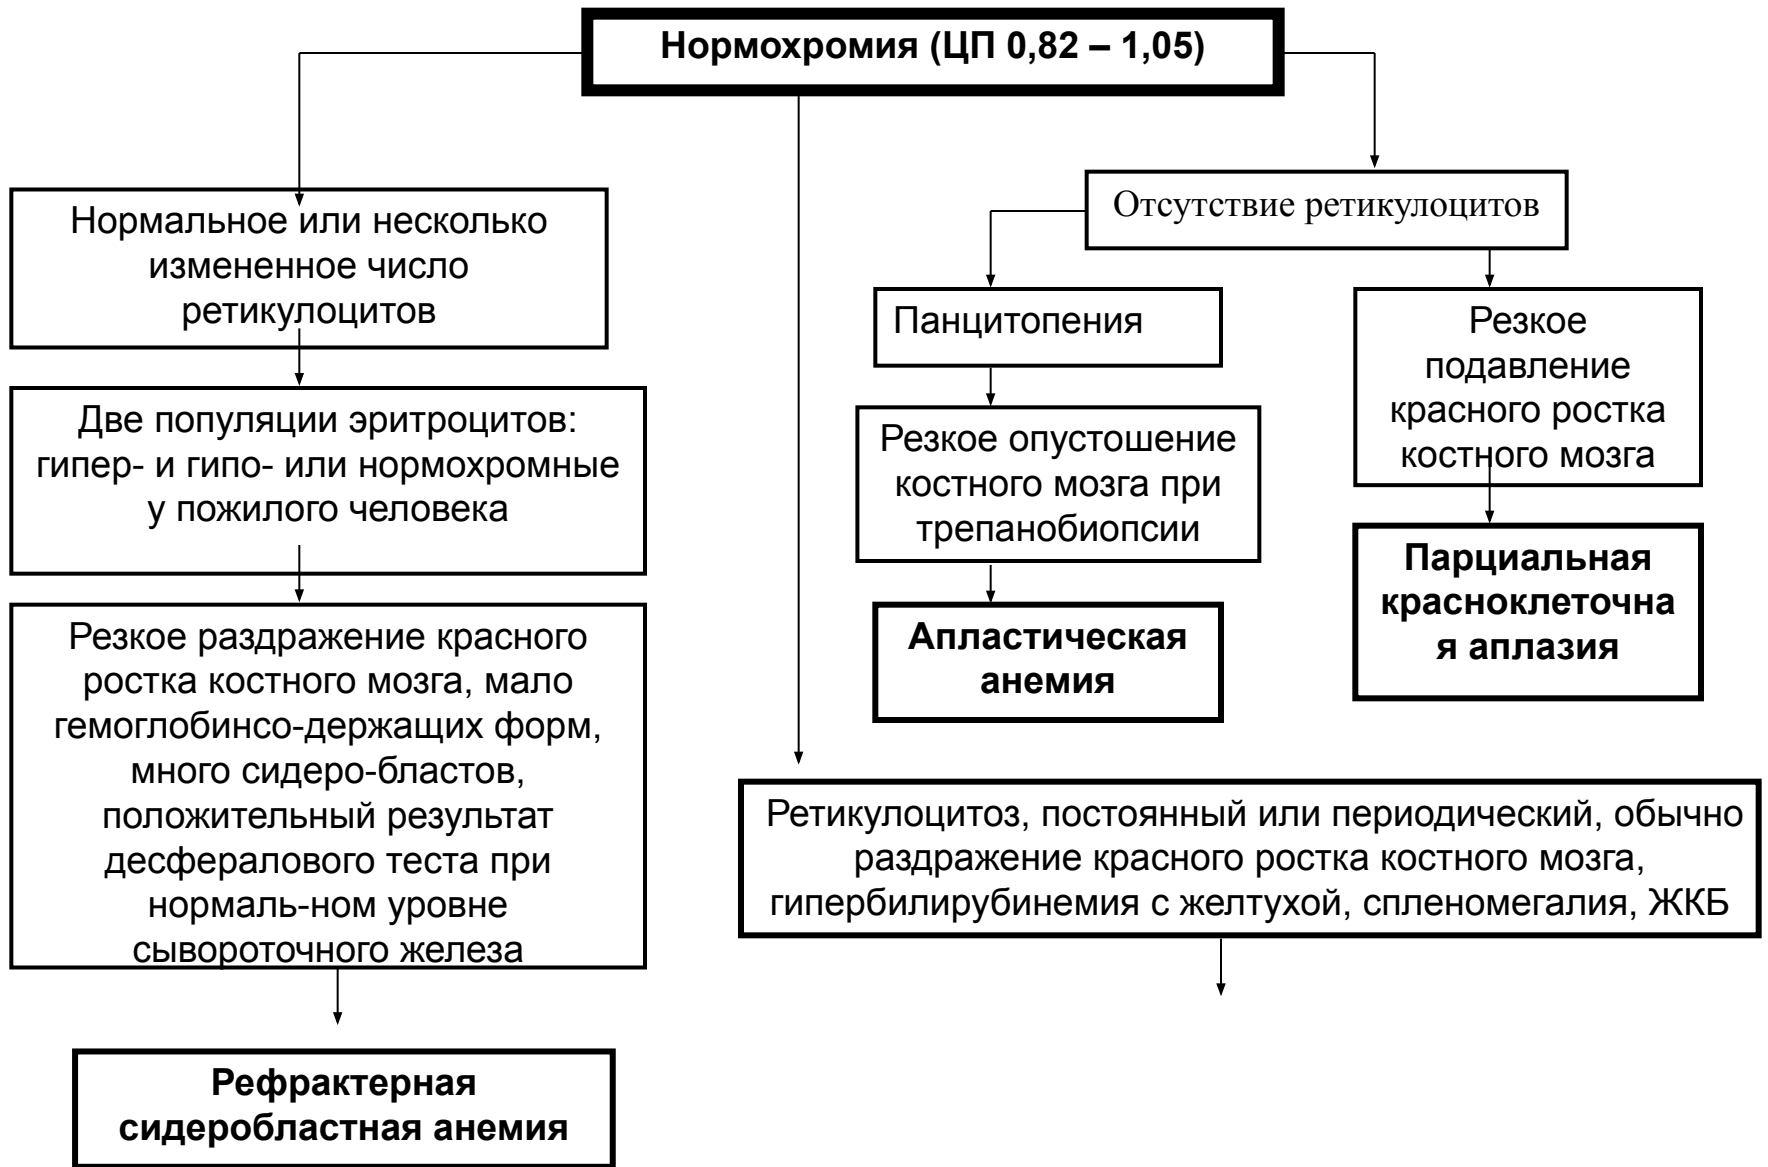 Нормохромия (ЦП 0,82 – 1,05)
Нормальное или несколько
измененное число
ретикулоцитов
Две популяции эритроцитов:
гипер- и гипо- или нормохромные
у пожилого человека
Резкое раздражение красного
ростка костного мозга, мало
гемоглобинсо-держащих форм,
много сидеро-бластов,
положительный результат
десфералового теста при
нормаль-ном уровне
сывороточного железа
Рефрактерная
сидеробластная анемия
Отсутствие ретикулоцитов
Панцитопения
Резкое опустошение
костного мозга при
трепанобиопсии
Апластическая
анемия
Резкое
подавление
красного ростка
костного мозга
Парциальная
красноклеточна
я аплазия
Ретикулоцитоз, постоянный или периодический, обычно
раздражение красного ростка костного мозга,
гипербилирубинемия с желтухой, спленомегалия, ЖКБ